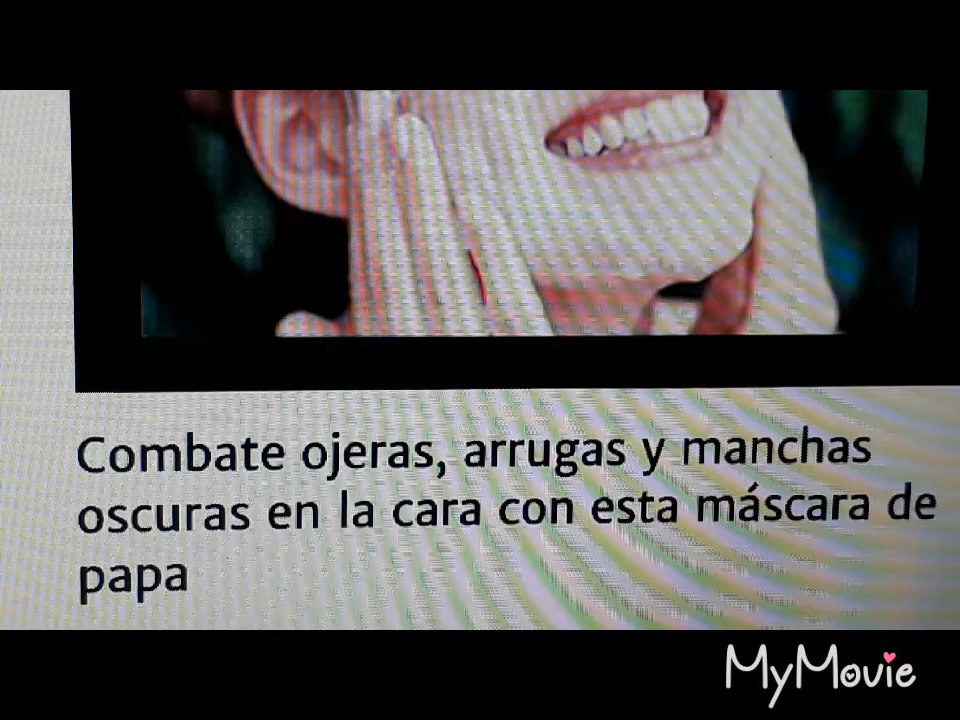 Combate ojeras, arrugas y manchas
oscuras en la cara con esta máscara de
papa
MyMovie